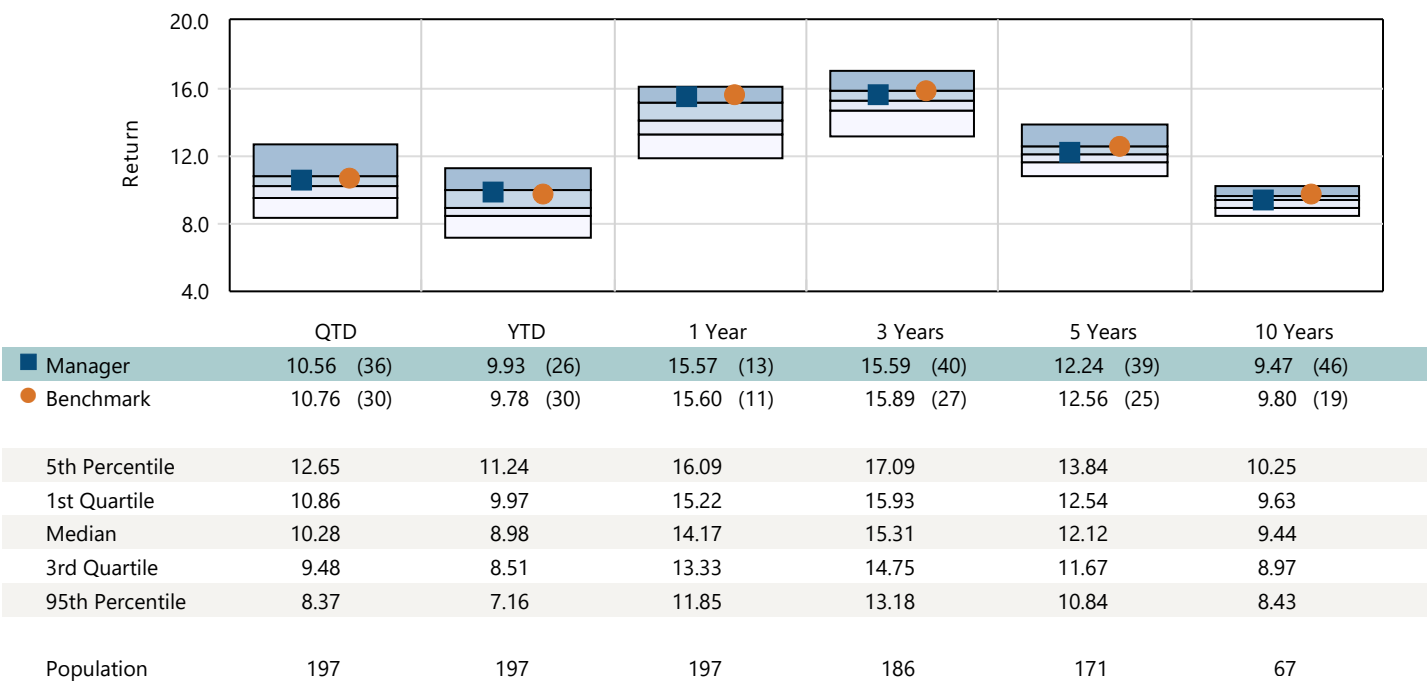 20.0
16.0
12.0
8.0
4.0
Return
QTD YTD 1 Year 3 Years 5 Years 10 Years
Manager 10.56 (36) 9.93 (26) 15.57 (13) 15.59 (40) 12.24 (39) 9.47 (46)
Benchmark 10.76 (30) 9.78 (30) 15.60 (11) 15.89 (27) 12.56 (25) 9.80 (19)
5th Percentile 12.65 11.24 16.09 17.09 13.84 10.25
1st Quartile 10.86 9.97 15.22 15.93 12.54 9.63
Median 10.28 8.98 14.17 15.31 12.12 9.44
3rd Quartile 9.48 8.51 13.33 14.75 11.67 8.97
95th Percentile 8.37 7.16 11.85 13.18 10.84 8.43
Population 197 197 197 186 171 67